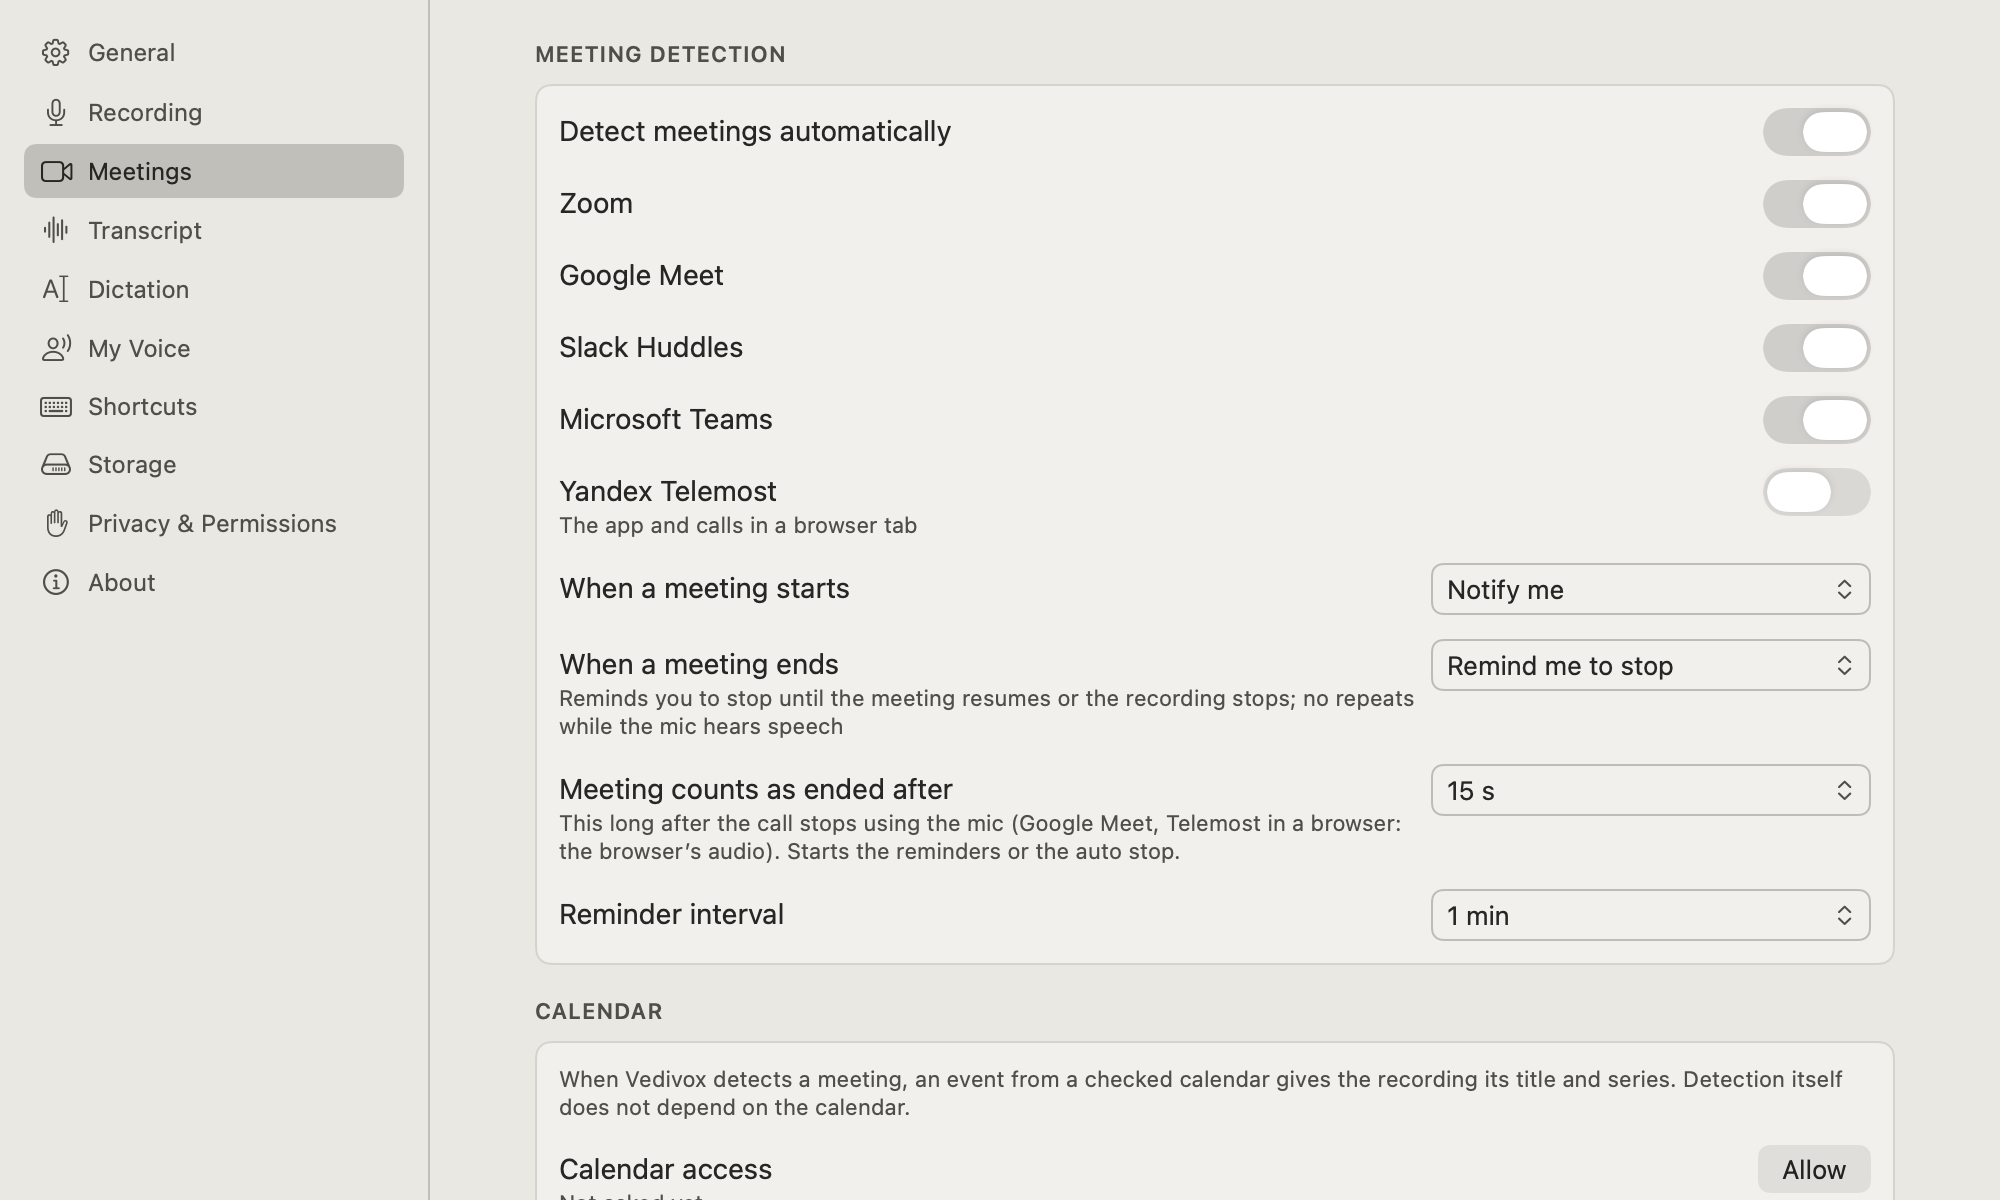 General
Recording
Meetings
Transcript
Dictation
My Voice
Shortcuts
Storage
Privacy & Permissions
About
MEETING DETECTION
Detect meetings automatically
Zoom
Google Meet
Slack Huddles
Microsoft Teams
Yandex Telemost
The app and calls in a browser tab
When a meeting starts
Notify me
When a meeting ends
Remind me to stop
Reminds you to stop until the meeting resumes or the recording stops; no repeats
while the mic hears speech
Meeting counts as ended after
15 s
This long after the call stops using the mic (Google Meet, Telemost in a browser:
the browser’s audio). Starts the reminders or the auto stop.
Reminder interval
1 min
CALENDAR
When Vedivox detects a meeting, an event from a checked calendar gives the recording its title and series. Detection itself
does not depend on the calendar.
Calendar access
Allow
Not asked yet